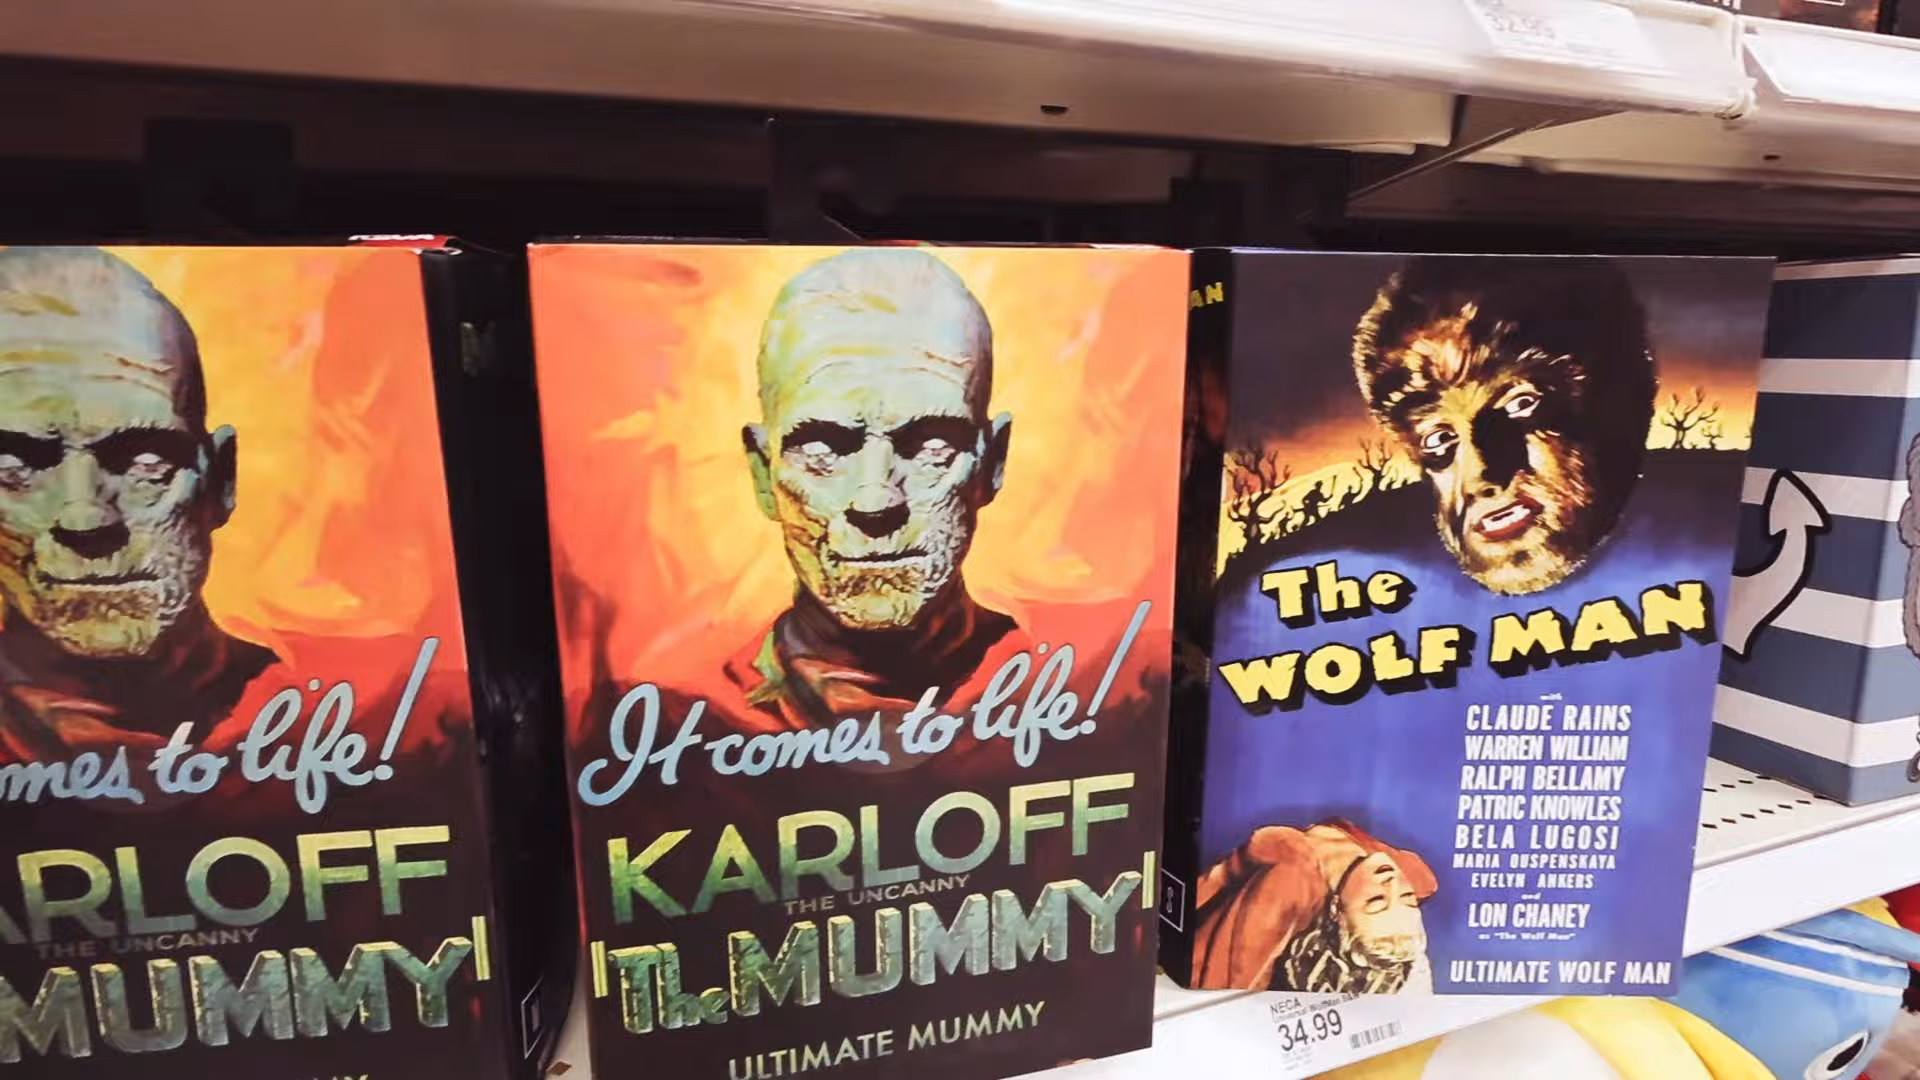 omes to life!
ARLOFF
THE UNCANNY
MUMMY"
It comes to life!
KARLOFF
THE UNCANNY
"The MUMMY"
ULTIMATE MUMMY
AN
The
WOLF MAN
with
CLAUDE RAINS
WARREN WILLIAM
RALPH BELLAMY
PATRIC KNOWLES
BELA LUGOSI
MARIA OUSPENSKAYA
EVELYN ANKERS
and
LON CHANEY
as "The Wolf Man"
ULTIMATE WOLF MAN
NECA
34.99